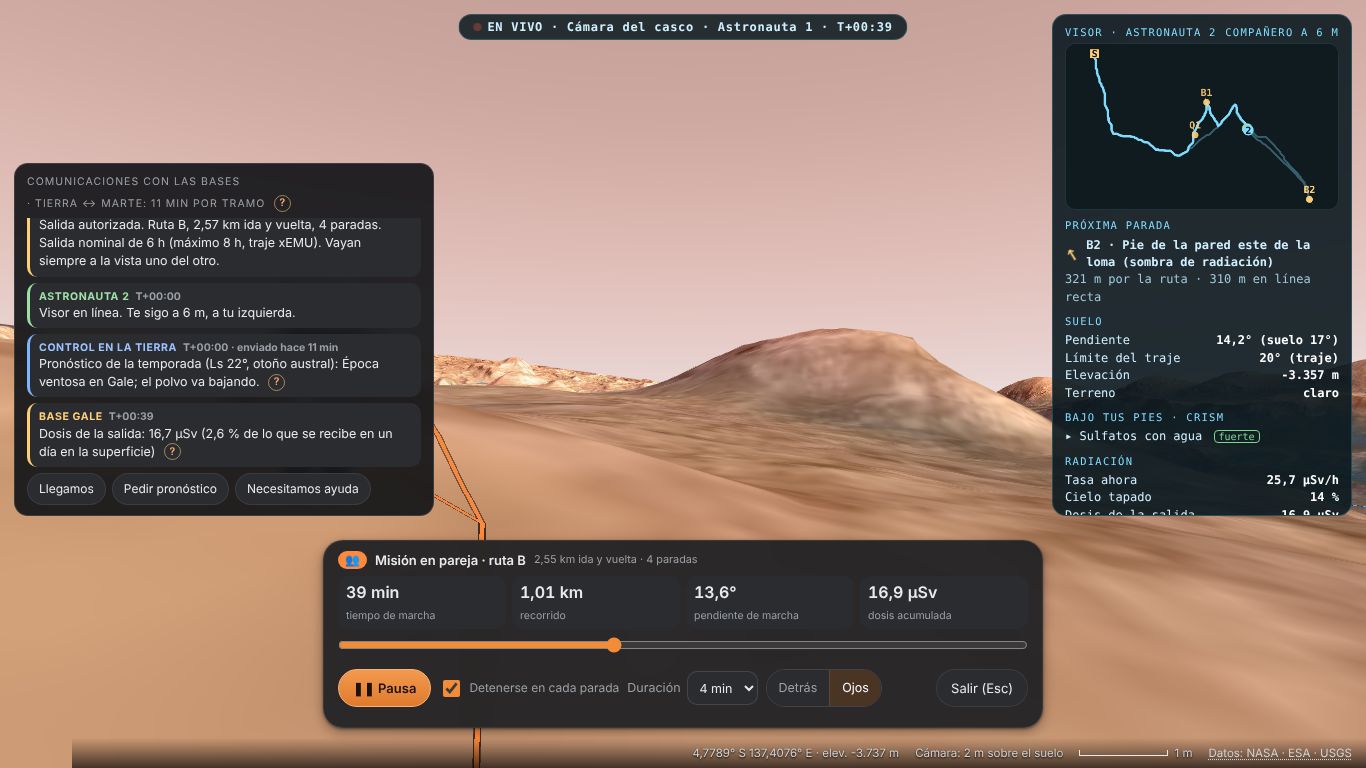 EN VIVO · Cámara del casco · Astronauta 1 · T+00:39
COMUNICACIONES CON LAS BASES
· TIERRA ↔ MARTE: 11 MIN POR TRAMO ?
Salida autorizada. Ruta B, 2,57 km ida y vuelta, 4 paradas.
Salida nominal de 6 h (máximo 8 h, traje xEMU). Vayan
siempre a la vista uno del otro.
ASTRONAUTA 2 T+00:00
Visor en línea. Te sigo a 6 m, a tu izquierda.
CONTROL EN LA TIERRA T+00:00 · enviado hace 11 min
Pronóstico de la temporada (Ls 22°, otoño austral): Época
ventosa en Gale; el polvo va bajando. ?
BASE GALE T+00:39
Dosis de la salida: 16,7 µSv (2,6 % de lo que se recibe en un
día en la superficie) ?
Llegamos Pedir pronóstico Necesitamos ayuda
VISOR · ASTRONAUTA 2 COMPAÑERO A 6 M
S
B1
2
B2
PRÓXIMA PARADA
B2 · Pie de la pared este de la
loma (sombra de radiación)
321 m por la ruta · 310 m en línea
recta
SUELO
Pendiente 14,2° (suelo 17°)
Límite del traje 20° (traje)
Elevación -3.357 m
Terreno claro
BAJO TUS PIES · CRISM
▸ Sulfatos con agua fuerte
RADIACIÓN
Tasa ahora 25,7 µSv/h
Cielo tapado 14 %
Dosis de la salida 16,9 µSv
Misión en pareja · ruta B 2,55 km ida y vuelta · 4 paradas
39 min 1,01 km 13,6° 16,9 µSv
tiempo de marcha recorrido pendiente de marcha dosis acumulada
❚❚ Pausa Detenerse en cada parada Duración 4 min Detrás Ojos Salir (Esc)
4,7789° S 137,4076° E · elev. -3.737 m Cámara: 2 m sobre el suelo 1 m Datos: NASA · ESA · USGS